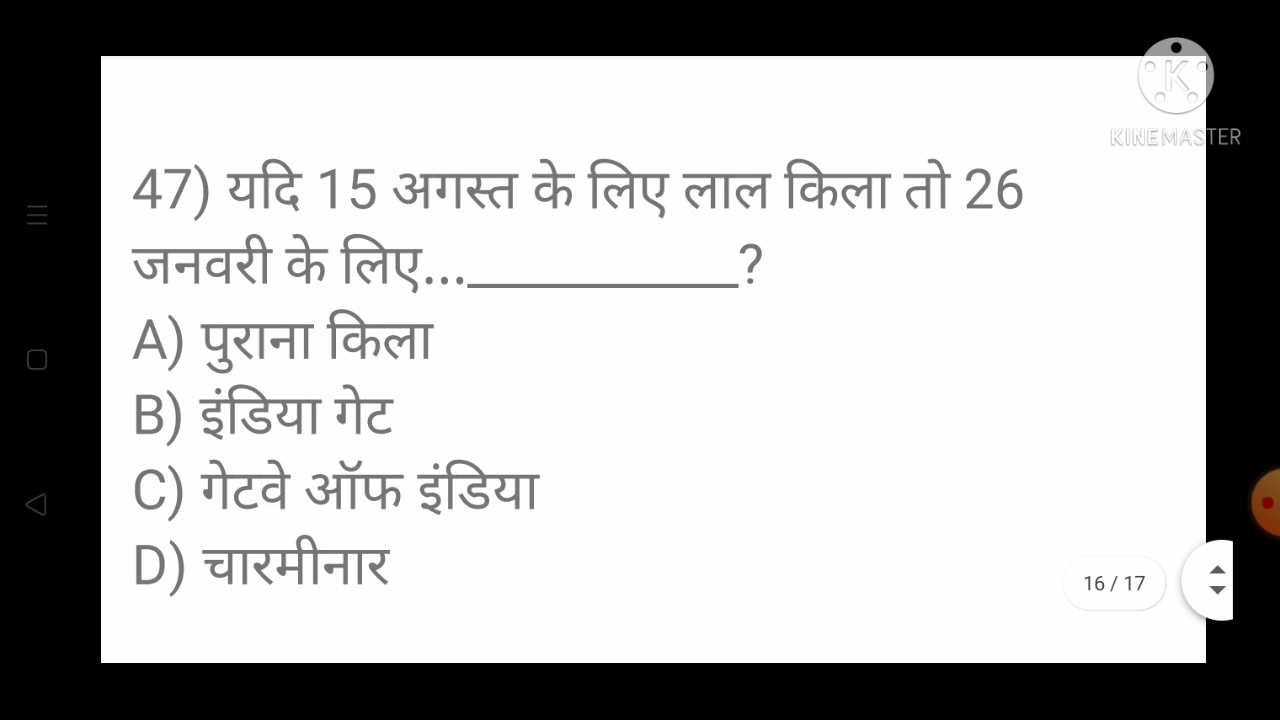 KINEMASTER
47) यदि 15 अगस्त के लिए लाल किला तो 26
जनवरी के लिए...__________?
A) पुराना किला
B) इंडिया गेट
C) गेटवे ऑफ इंडिया
D) चारमीनार
16 / 17